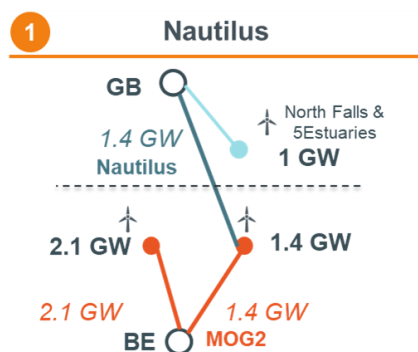 1
Nautilus
GB
North Falls &
5Estuaries
1 GW
1.4 GW
Nautilus
2.1 GW
1.4 GW
2.1 GW
1.4 GW
BE
MOG2